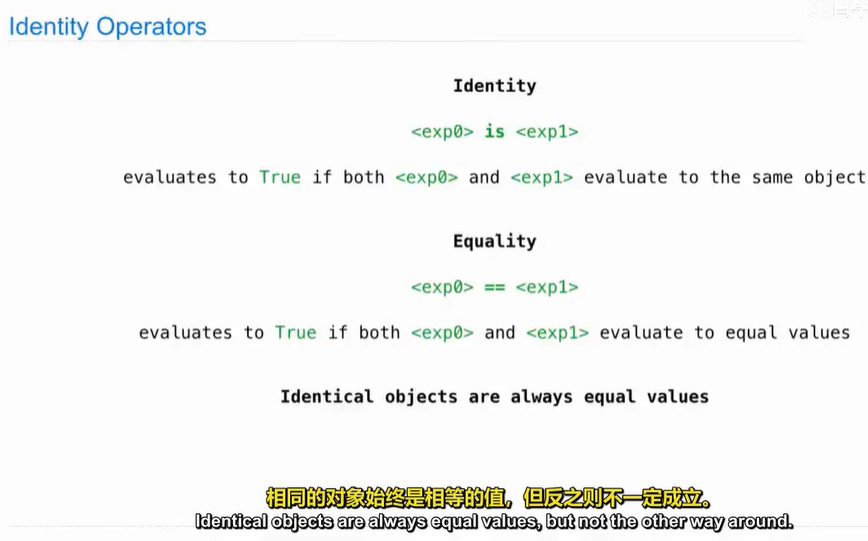 Identity Operators
Identity
<exp0> is <exp1>
evaluates to True if both <exp0> and <exp1> evaluate to the same object
Equality
<exp0> == <exp1>
evaluates to True if both <exp0> and <exp1> evaluate to equal values
Identical objects are always equal values
相同的对象始终是相等的值，但反之则不一定成立。
Identical objects are always equal values, but not the other way around.